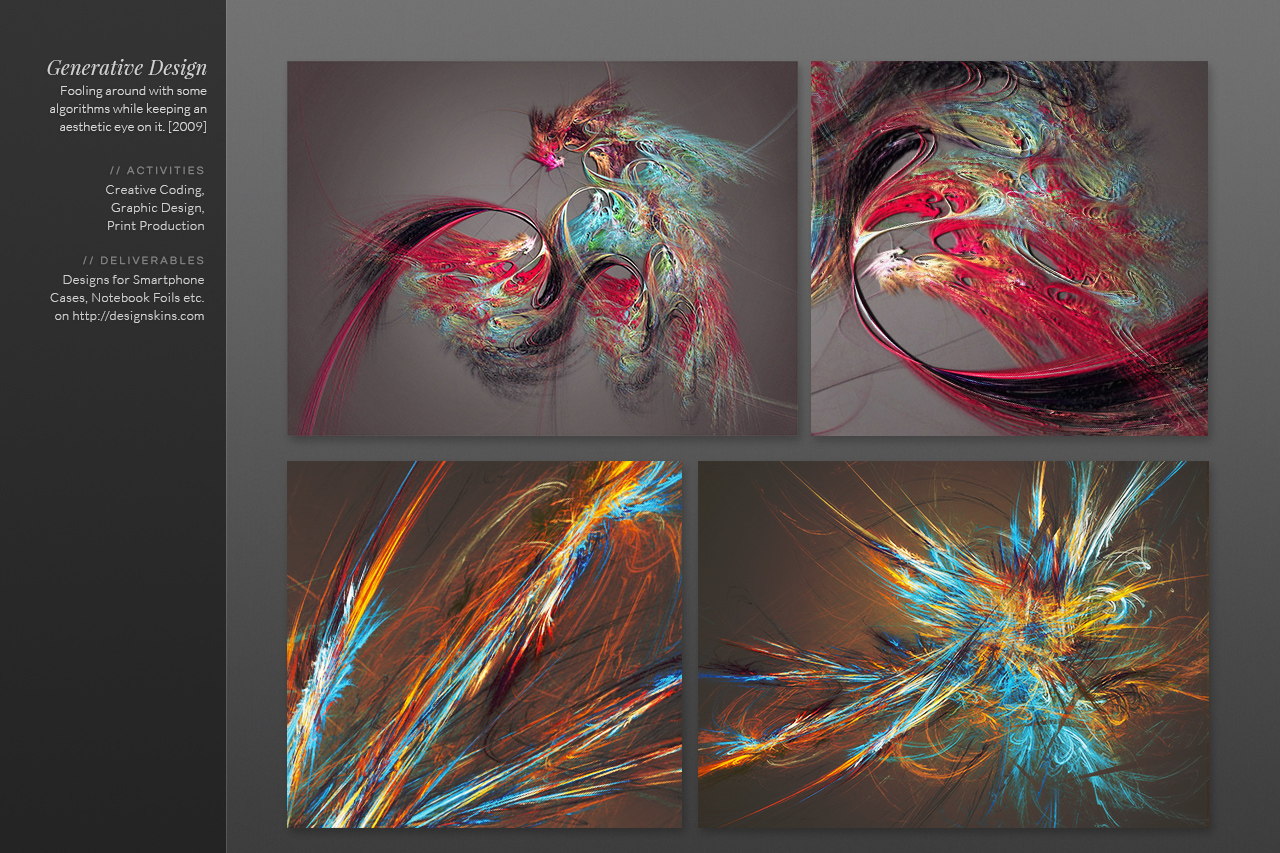 Generative Design
Fooling around with some
algorithms while keeping an
aesthetic eye on it. [2009]
// ACTIVITIES
Creative Coding,
Graphic Design,
Print Production
// DELIVERABLES
Designs for Smartphone
Cases, Notebook Foils etc.
on http://designskins.com